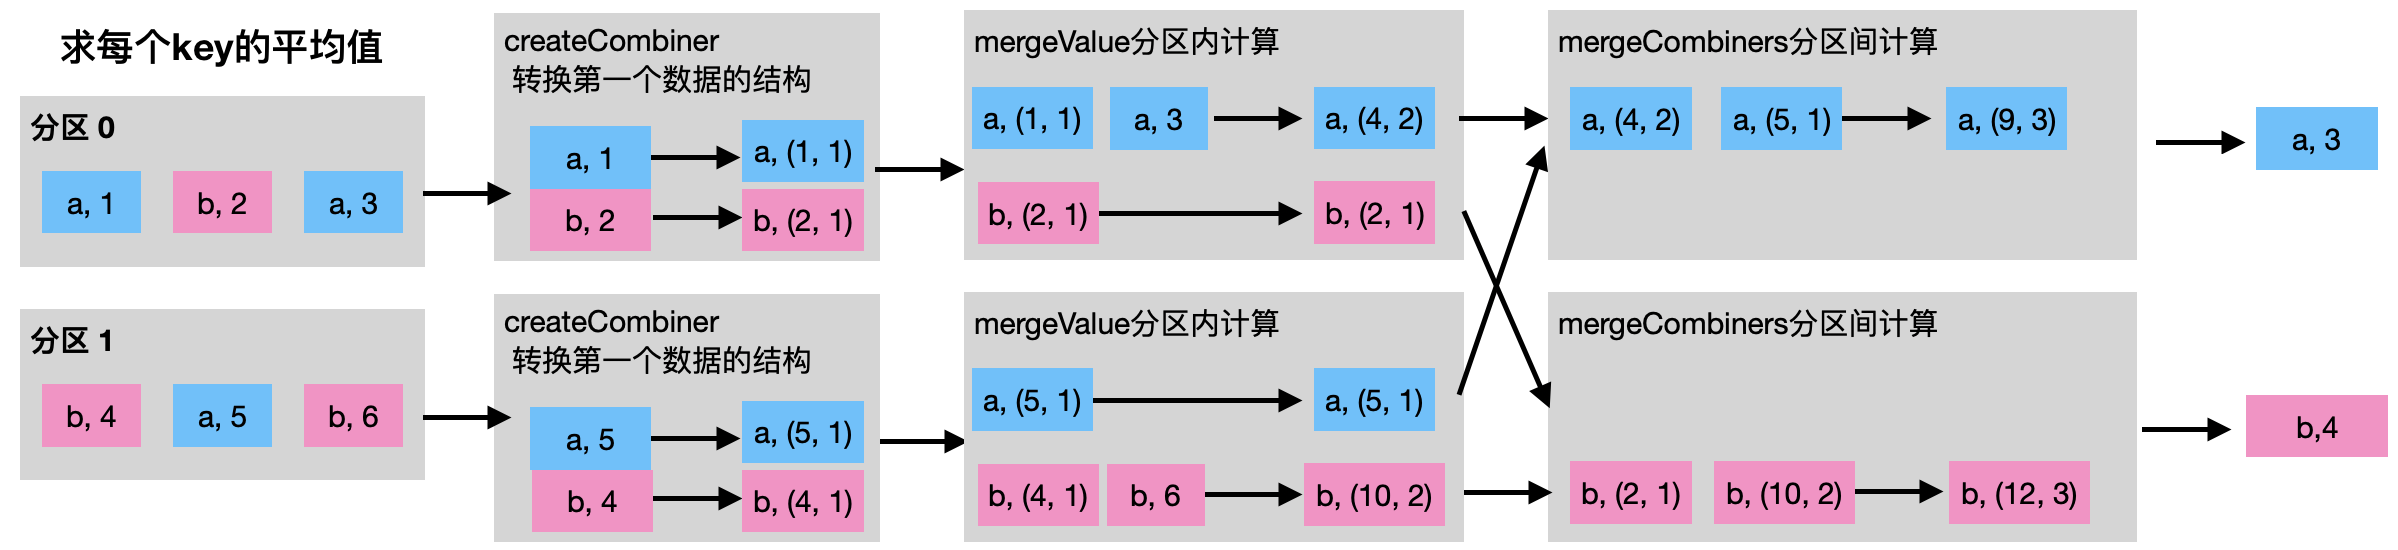 求每个key的平均值
分区 0
a, 1
b, 2
a, 3
createCombiner
转换第一个数据的结构
a, 1
a, (1, 1)
b, 2
b, (2, 1)
mergeValue分区内计算
a, (1, 1)
a, 3
a, (4, 2)
b, (2, 1)
b, (2, 1)
mergeCombiners分区间计算
a, (4, 2)
a, (5, 1)
a, (9, 3)
a, 3
分区 1
b, 4
a, 5
b, 6
createCombiner
转换第一个数据的结构
a, 5
a, (5, 1)
b, 4
b, (4, 1)
mergeValue分区内计算
a, (5, 1)
a, (5, 1)
b, (4, 1)
b, 6
b, (10, 2)
mergeCombiners分区间计算
b, (2, 1)
b, (10, 2)
b, (12, 3)
b,4